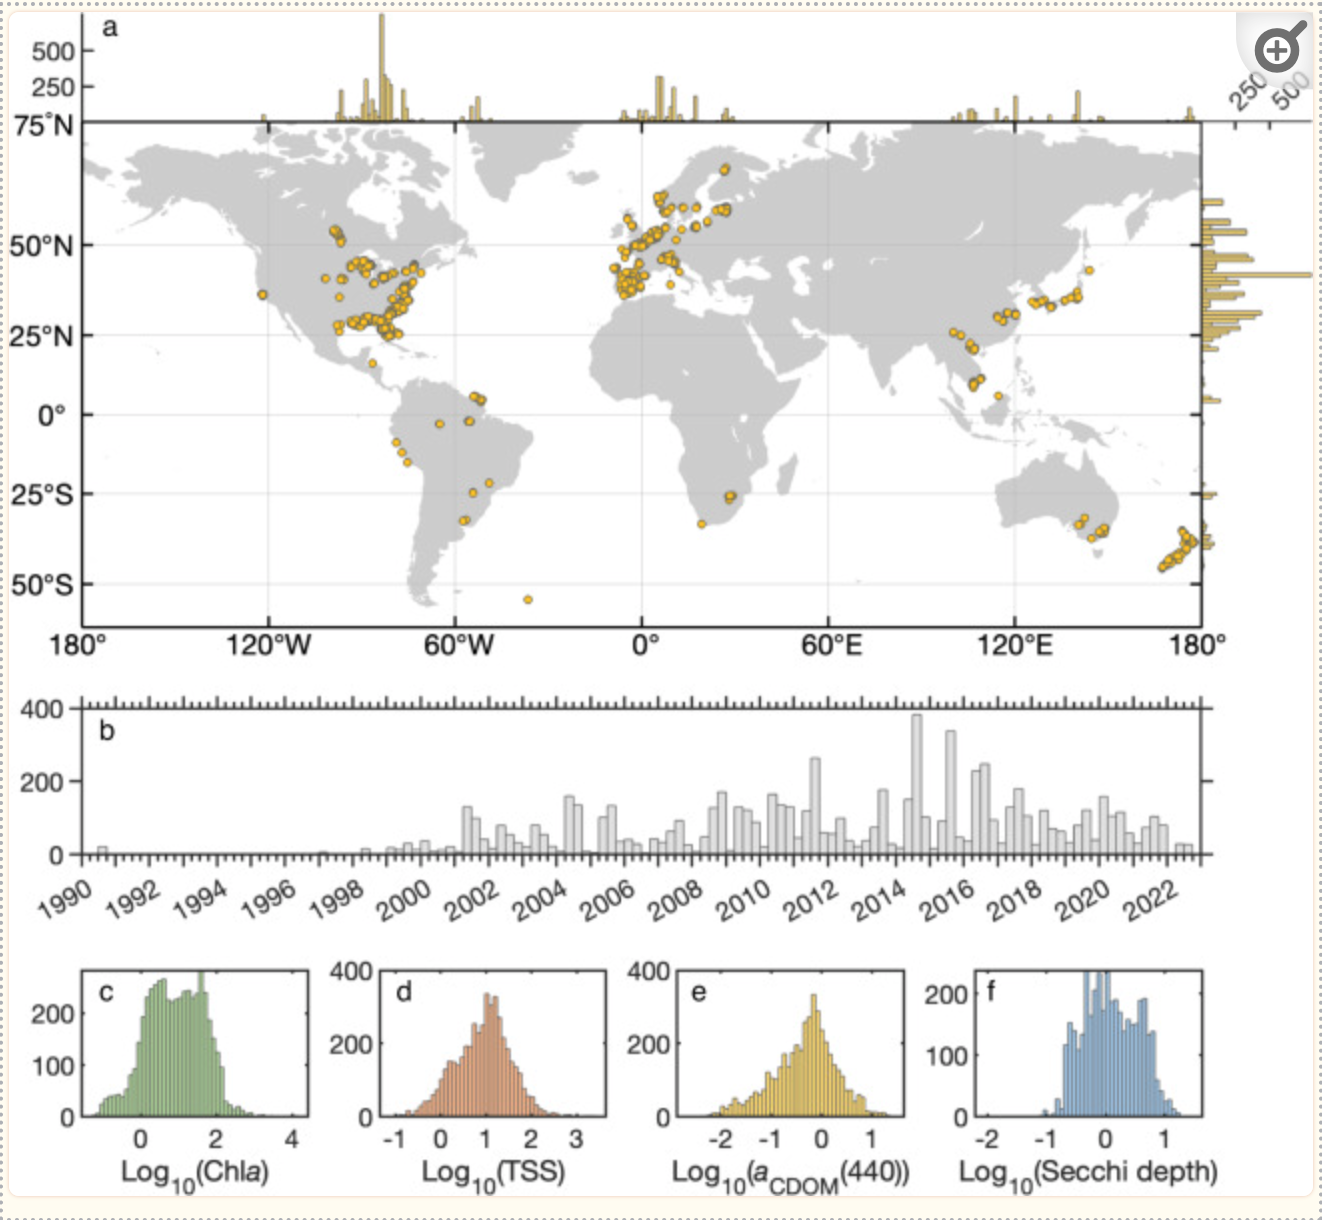 a
500
250
250 500
75°N
50°N
25°N
0°
25°S
50°S
180° 120°W 60°W 0° 60°E 120°E 180°
b
400
200
0
1990 1992 1994 1996 1998 2000 2002 2004 2006 2008 2010 2012 2014 2016 2018 2020 2022
c
200
100
0
0 2 4
Log10(Chla)
d
400
200
0
-1 0 1 2 3
Log10(TSS)
e
400
200
0
-2 -1 0 1
Log10(aCDOM(440))
f
200
100
0
-2 -1 0 1
Log10(Secchi depth)